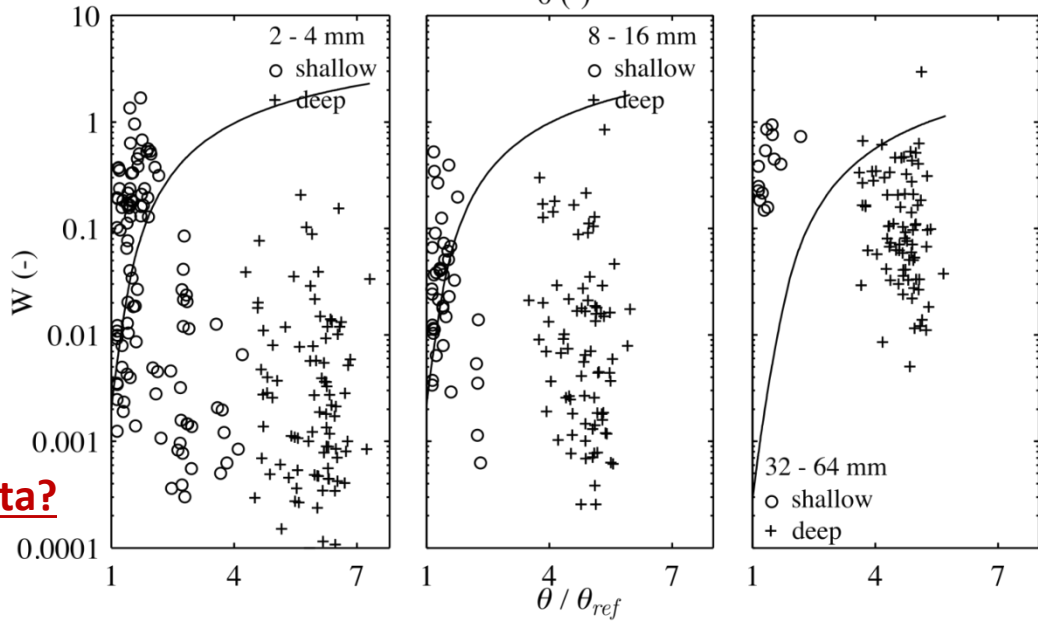 2 - 4 mm
shallow
deep
8 - 16 mm
shallow
deep
32 - 64 mm
shallow
deep
W (-)
10
1
0.1
0.01
0.001
0.0001
ta?
1 4 7
1 4 7
1 4 7
θ / θref